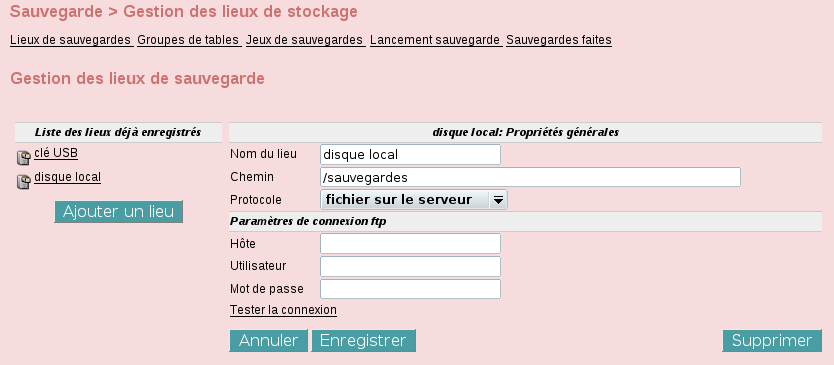 Sauvegarde > Gestion des lieux de stockage
Lieux de sauvegardes Groupes de tables Jeux de sauvegardes Lancement sauvegarde Sauvegardes faites
Gestion des lieux de sauvegarde
Liste des lieux déjà enregistrés
clé USB
disque local
Ajouter un lieu
disque local: Propriétés générales
Nom du lieu disque local
Chemin /sauvegardes
Protocole fichier sur le serveur
Paramètres de connexion ftp
Hôte
Utilisateur
Mot de passe
Tester la connexion
Annuler Enregistrer Supprimer